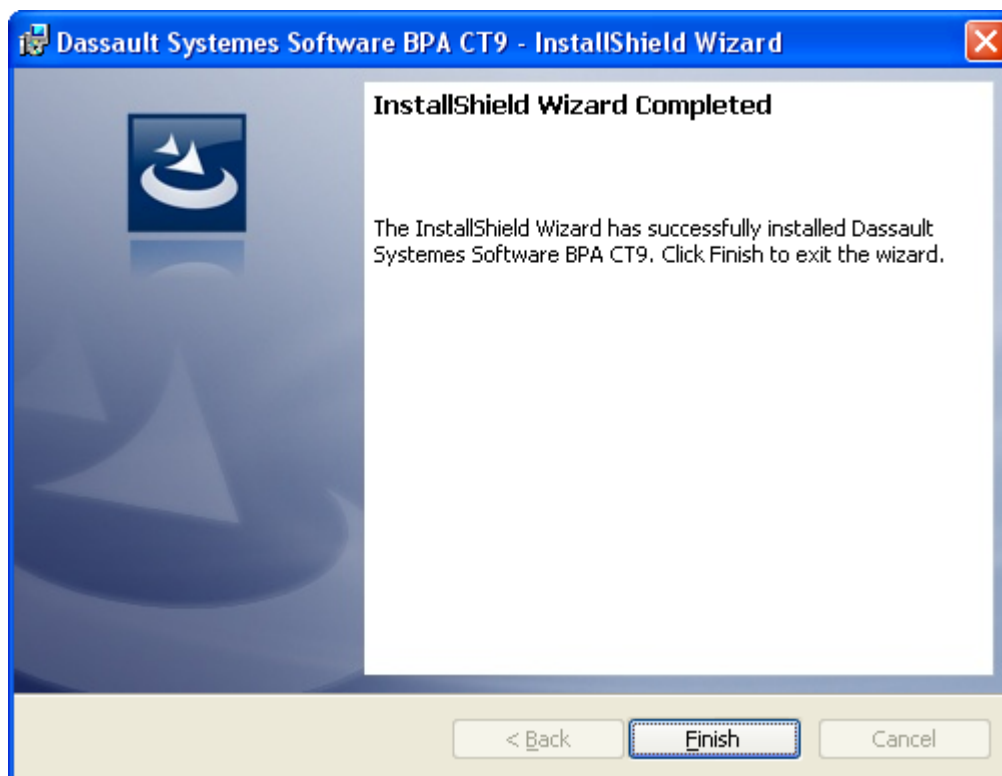 Dassault Systemes Software BPA CT9 - InstallShield Wizard
InstallShield Wizard Completed
The InstallShield Wizard has successfully installed Dassault
Systemes Software BPA CT9. Click Finish to exit the wizard.
< Back Finish Cancel